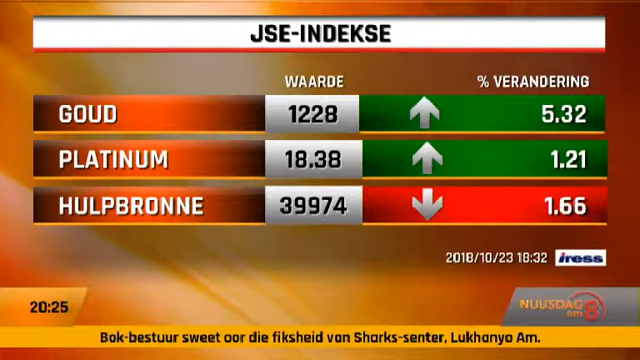 JSE-INDEKSE
WAARDE % VERANDERING
GOUD 1228 5.32
PLATINUM 18.38 1.21
HULPBRONNE 39974 1.66
2018/10/23 18:32 iress
20:25
NUUSDAG
om 8
Bok-bestuur sweet oor die fiksheid van Sharks-senter, Lukhanyo Am.